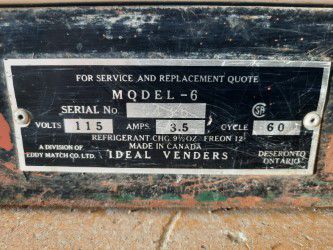 FOR SERVICE AND REPLACEMENT QUOTE
MODEL-6
SERIAL No.
VOLTS 115 AMPS 3.5 CYCLE 60
REFRIGERANT CHG 9½ OZ FREON 12
A DIVISION OF MADE IN CANADA DESERONTO
EDDY MATCH CO. LTD. IDEAL VENDERS ONTARIO